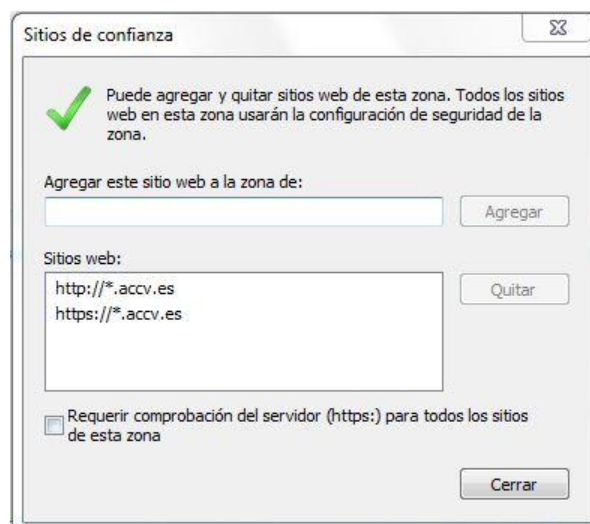 Sitios de confianza
Puede agregar y quitar sitios web de esta zona. Todos los sitios
web en esta zona usarán la configuración de seguridad de la
zona.
Agregar este sitio web a la zona de:
Agregar
Sitios web:
http://*.accv.es
https://*.accv.es
Quitar
Requerir comprobación del servidor (https:) para todos los sitios
de esta zona
Cerrar